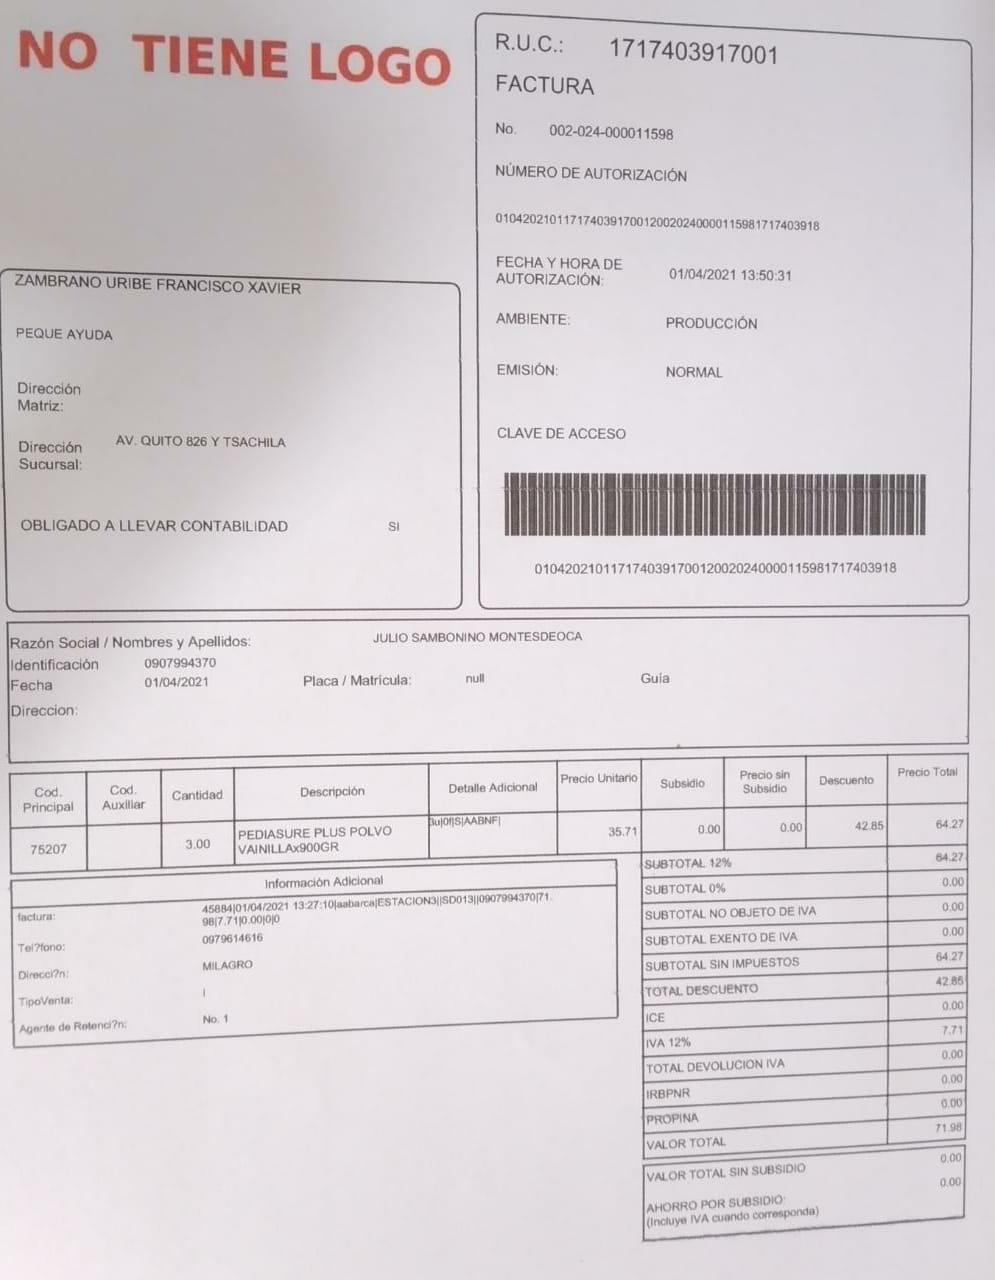 NO TIENE LOGO
R.U.C.: 1717403917001
FACTURA
No. 002-024-000011598
NÚMERO DE AUTORIZACIÓN
0104202101171740391700120020240000115981717403918
FECHA Y HORA DE
AUTORIZACIÓN: 01/04/2021 13:50:31
AMBIENTE: PRODUCCIÓN
EMISIÓN: NORMAL
CLAVE DE ACCESO
0104202101171740391700120020240000115981717403918
ZAMBRANO URIBE FRANCISCO XAVIER
PEQUE AYUDA
Dirección
Matriz:
Dirección
Sucursal: AV. QUITO 826 Y TSACHILA
OBLIGADO A LLEVAR CONTABILIDAD SI
Razón Social / Nombres y Apellidos: JULIO SAMBONINO MONTESDEOCA
Identificación 0907994370
Fecha 01/04/2021 Placa / Matrícula: null Guía
Direccion:
Cod. Principal Cod. Auxiliar Cantidad Descripción Detalle Adicional Precio Unitario Subsidio Precio sin Subsidio Descuento Precio Total
75207 3.00 PEDIASURE PLUS POLVO VAINILLAx900GR 3u|0f|S|AABNF| 35.71 0.00 0.00 42.85 64.27
Información Adicional
factura: 45884|01/04/2021 13:27:10|aabarca|ESTACION3||SD013||0907994370|71.
98|7.71|0.00|0|0
Tel?fono: 0979614616
Direcci?n: MILAGRO
TipoVenta: I
Agente de Retenci?n: No. 1
SUBTOTAL 12% 64.27
SUBTOTAL 0% 0.00
SUBTOTAL NO OBJETO DE IVA 0.00
SUBTOTAL EXENTO DE IVA 0.00
SUBTOTAL SIN IMPUESTOS 64.27
TOTAL DESCUENTO 42.85
ICE 0.00
IVA 12% 7.71
TOTAL DEVOLUCION IVA 0.00
IRBPNR 0.00
PROPINA 0.00
VALOR TOTAL 71.98
VALOR TOTAL SIN SUBSIDIO 0.00
AHORRO POR SUBSIDIO: 0.00
(Incluye IVA cuando corresponda)